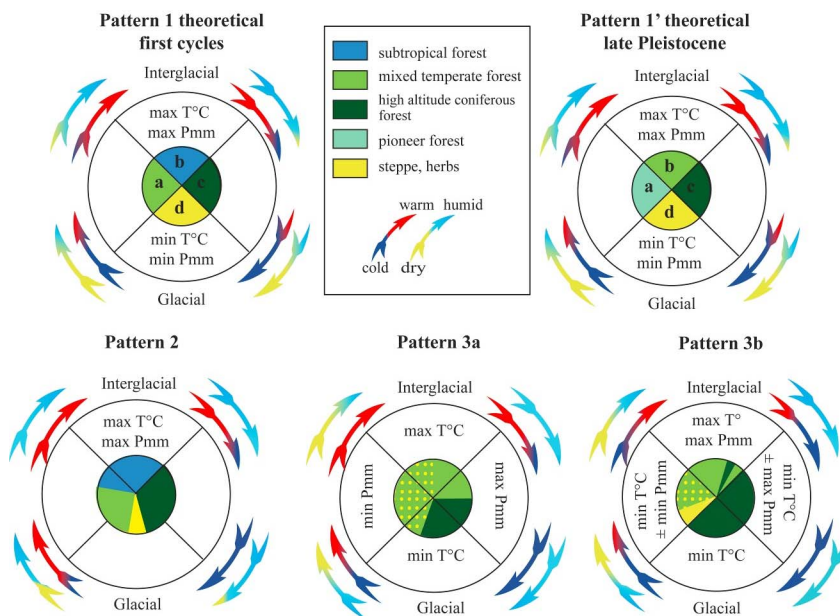 Pattern 1 theoretical
first cycles
Interglacial
max T°C
max Pmm
b
a
c
d
min T°C
min Pmm
Glacial
subtropical forest
mixed temperate forest
high altitude coniferous
forest
pioneer forest
steppe, herbs
warm humid
cold dry
Pattern 1’ theoretical
late Pleistocene
Interglacial
max T°C
max Pmm
b
a
c
d
min T°C
min Pmm
Glacial
Pattern 2
Interglacial
max T°C
max Pmm
Glacial
Pattern 3a
Interglacial
max T°C
min Pmm
max Pmm
min T°C
Glacial
Pattern 3b
Interglacial
max T°
max Pmm
min T°C
± min Pmm
min T°C
± max Pmm
min T°C
Glacial